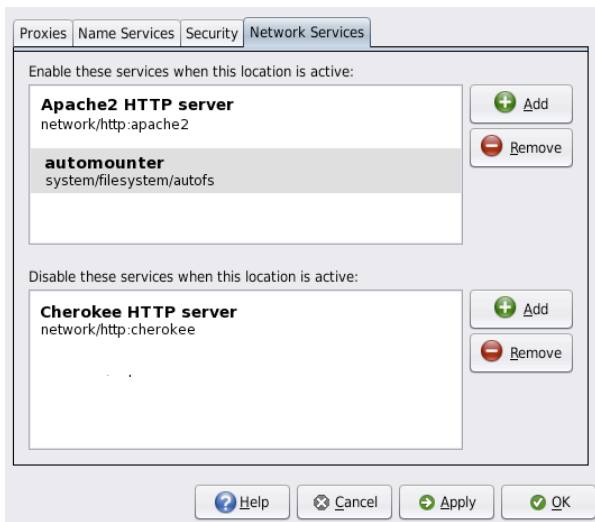 Proxies Name Services Security Network Services
Enable these services when this location is active:
Apache2 HTTP server
network/http:apache2
Add
Remove
automounter
system/filesystem/autofs
Disable these services when this location is active:
Cherokee HTTP server
network/http:cherokee
Add
Remove
Help Cancel Apply OK